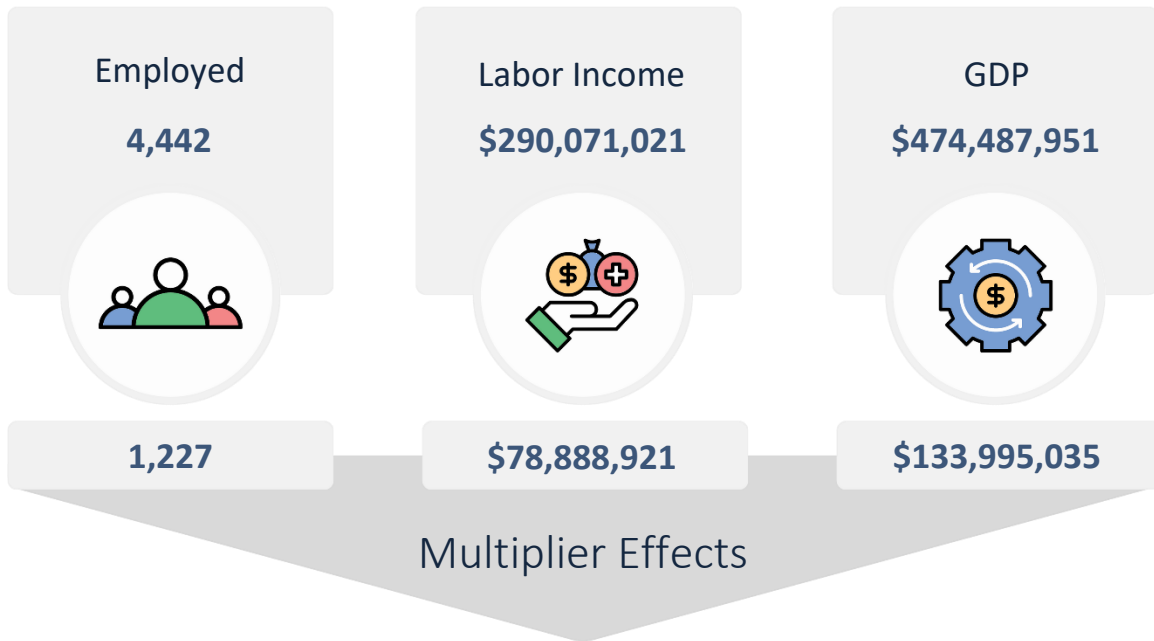 Employed
4,442
Labor Income
$290,071,021
GDP
$474,487,951
$
$
1,227
$78,888,921
$133,995,035
Multiplier Effects